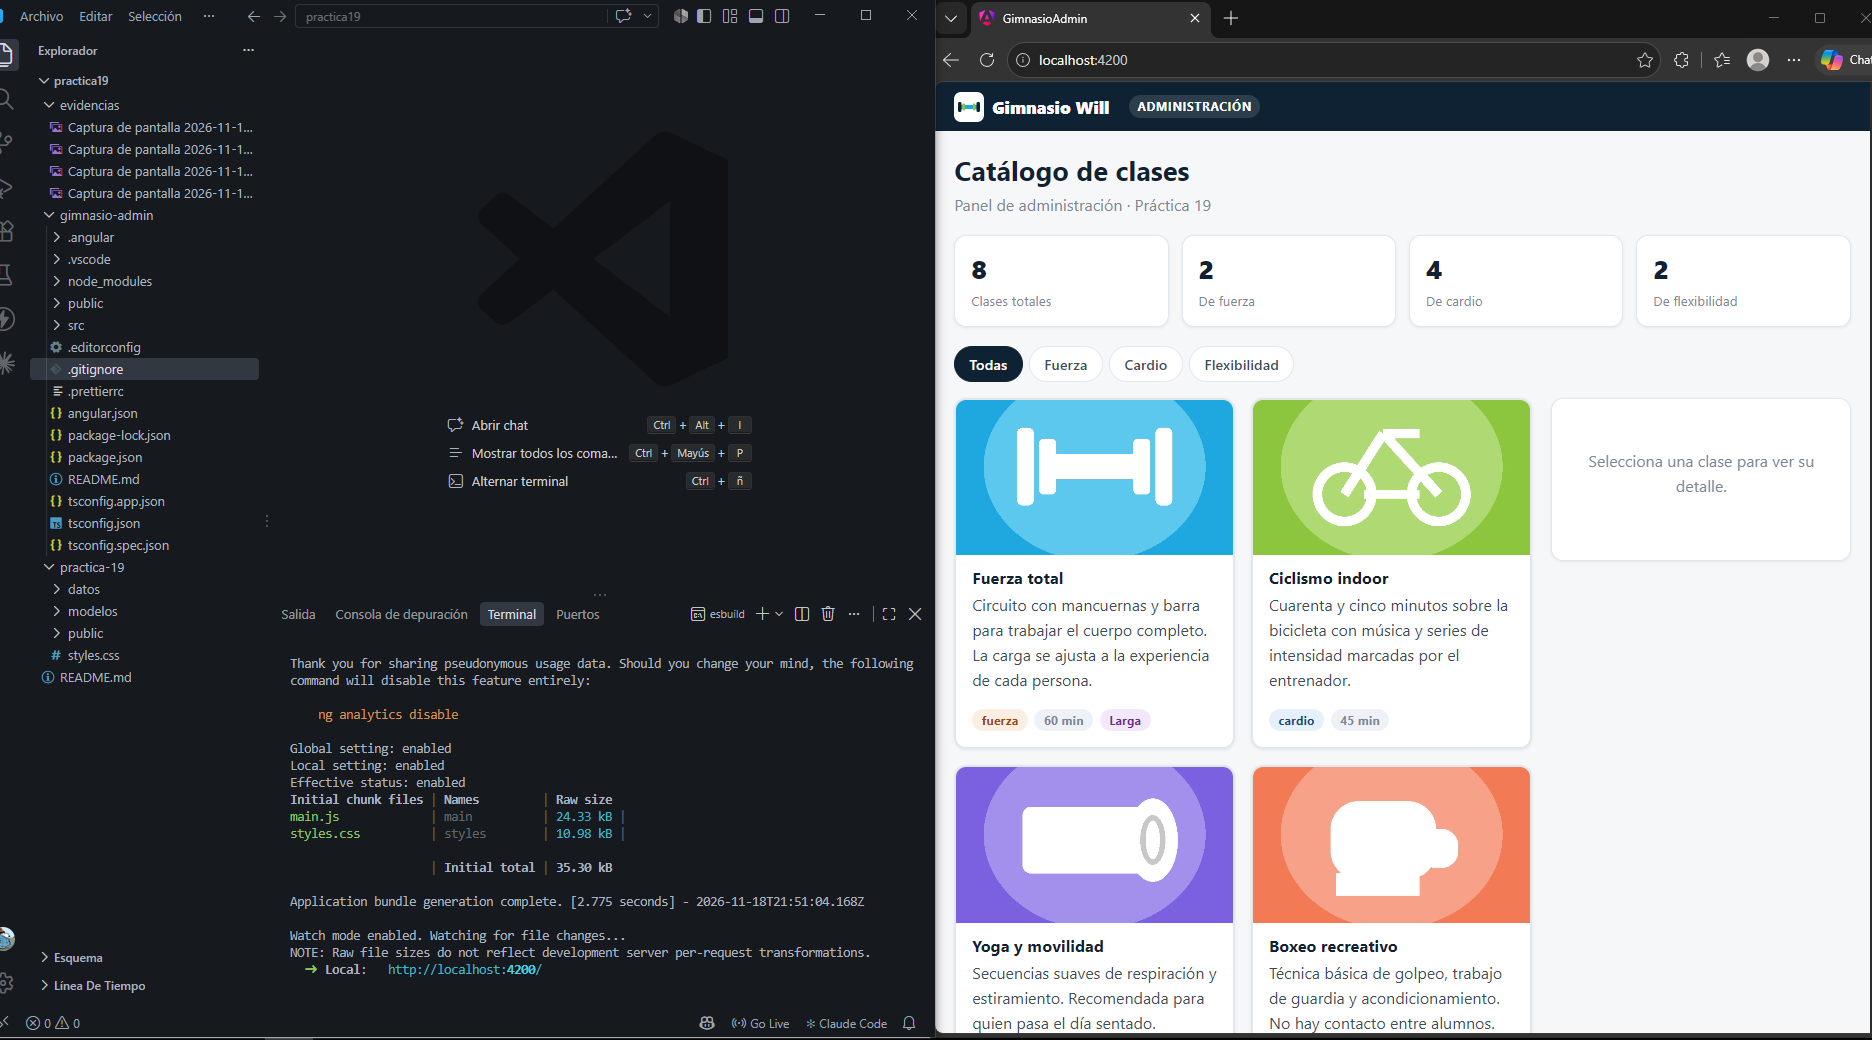 Archivo Editar Selección ···
practica19
Explorador ···
practica19
evidencias
Captura de pantalla 2026-11-1...
Captura de pantalla 2026-11-1...
Captura de pantalla 2026-11-1...
Captura de pantalla 2026-11-1...
gimnasio-admin
.angular
.vscode
node_modules
public
src
.editorconfig
.gitignore
.prettierrc
{} angular.json
{} package-lock.json
{} package.json
README.md
{} tsconfig.app.json
TS tsconfig.json
{} tsconfig.spec.json
practica-19
datos
modelos
public
# styles.css
README.md
Esquema
Línea De Tiempo
Abrir chat Ctrl + Alt + I
Mostrar todos los coma... Ctrl + Mayús + P
Alternar terminal Ctrl + ñ
Salida Consola de depuración Terminal Puertos esbuild
Thank you for sharing pseudonymous usage data. Should you change your mind, the following
command will disable this feature entirely:
ng analytics disable
Global setting: enabled
Local setting: enabled
Effective status: enabled
Initial chunk files | Names | Raw size
main.js | main | 24.33 kB |
styles.css | styles | 10.98 kB |
| Initial total | 35.30 kB
Application bundle generation complete. [2.775 seconds] - 2026-11-18T21:51:04.168Z
Watch mode enabled. Watching for file changes...
NOTE: Raw file sizes do not reflect development server per-request transformations.
➜ Local: http://localhost:4200/
0 0 Go Live Claude Code
GimnasioAdmin
localhost:4200
Chat
Gimnasio Will ADMINISTRACIÓN
Catálogo de clases
Panel de administración · Práctica 19
8
Clases totales
2
De fuerza
4
De cardio
2
De flexibilidad
Todas Fuerza Cardio Flexibilidad
Fuerza total
Circuito con mancuernas y barra
para trabajar el cuerpo completo.
La carga se ajusta a la experiencia
de cada persona.
fuerza 60 min Larga
Ciclismo indoor
Cuarenta y cinco minutos sobre la
bicicleta con música y series de
intensidad marcadas por el
entrenador.
cardio 45 min
Selecciona una clase para ver su
detalle.
Yoga y movilidad
Secuencias suaves de respiración y
estiramiento. Recomendada para
quien pasa el día sentado.
Boxeo recreativo
Técnica básica de golpeo, trabajo
de guardia y acondicionamiento.
No hay contacto entre alumnos.